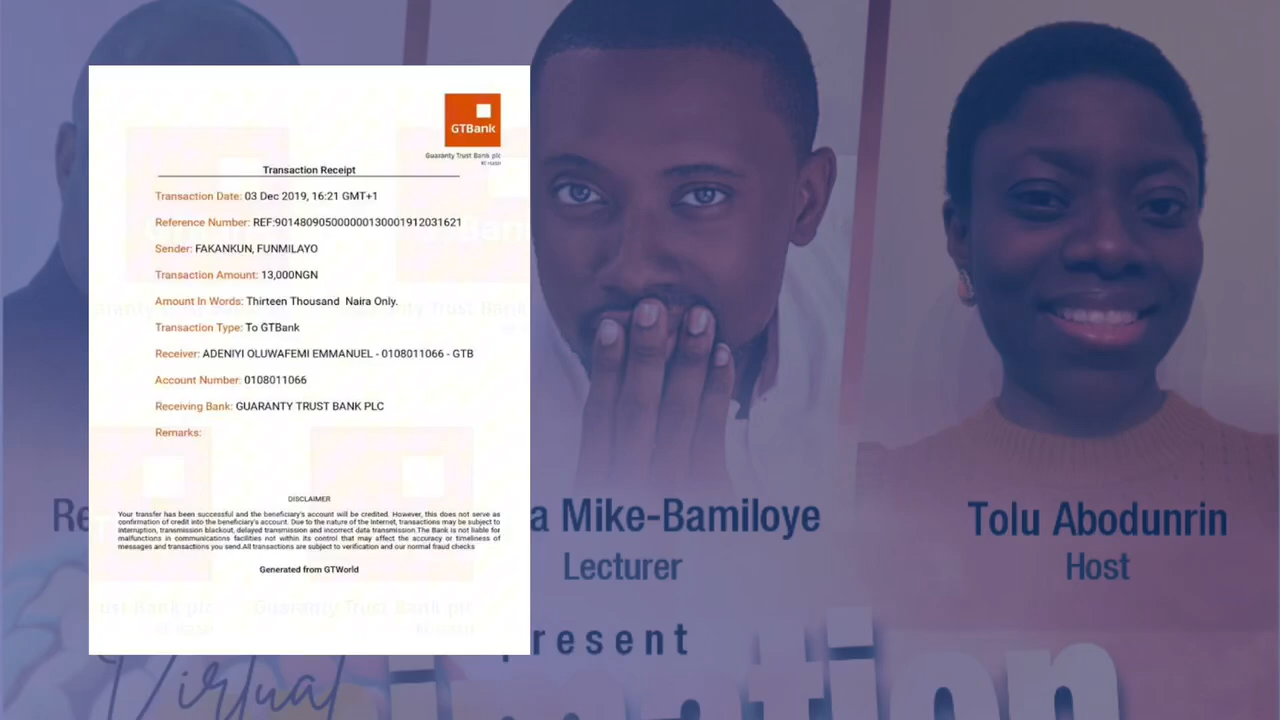 GTBank
Guaranty Trust Bank plc
Transaction Receipt
Transaction Date: 03 Dec 2019, 16:21 GMT+1
Reference Number: REF:9014809050000001300019120316​21
Sender: FAKANKUN, FUNMILAYO
Transaction Amount: 13,000NGN
Amount In Words: Thirteen Thousand Naira Only.
Transaction Type: To GTBank
Receiver: ADENIYI OLUWAFEMI EMMANUEL - 0108011066 - GTB
Account Number: 0108011066
Receiving Bank: GUARANTY TRUST BANK PLC
Remarks:
DISCLAIMER
Your transfer has been successful and the beneficiary's account will be credited. However, this does not serve as
confirmation of credit into the beneficiary's account. Due to the nature of the Internet, transactions may be subject to
interruption, transmission blackout, delayed transmission and incorrect data transmission.The Bank is not liable for
malfunctions in communications facilities not within its control that may affect the accuracy or timeliness of
messages and transactions you send.All transactions are subject to verification and our normal fraud checks
Generated from GTWorld
Re
a Mike-Bamiloye
Lecturer
Tolu Abodunrin
Host
present
Virtual